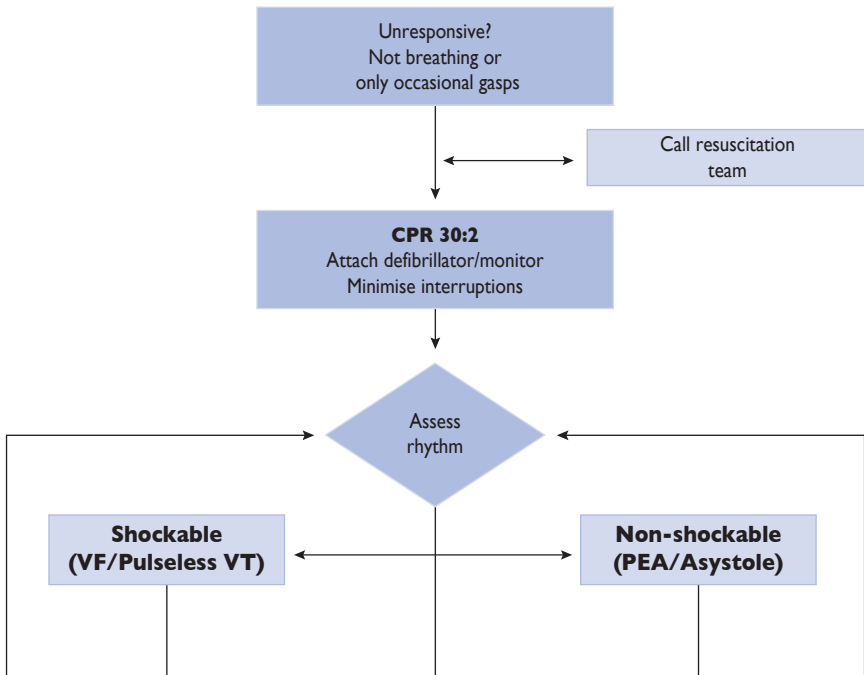 Unresponsive?
Not breathing or
only occasional gasps
Call resuscitation
team
CPR 30:2
Attach defibrillator/monitor
Minimise interruptions
Assess
rhythm
Shockable
(VF/Pulseless VT)
Non-shockable
(PEA/Asystole)